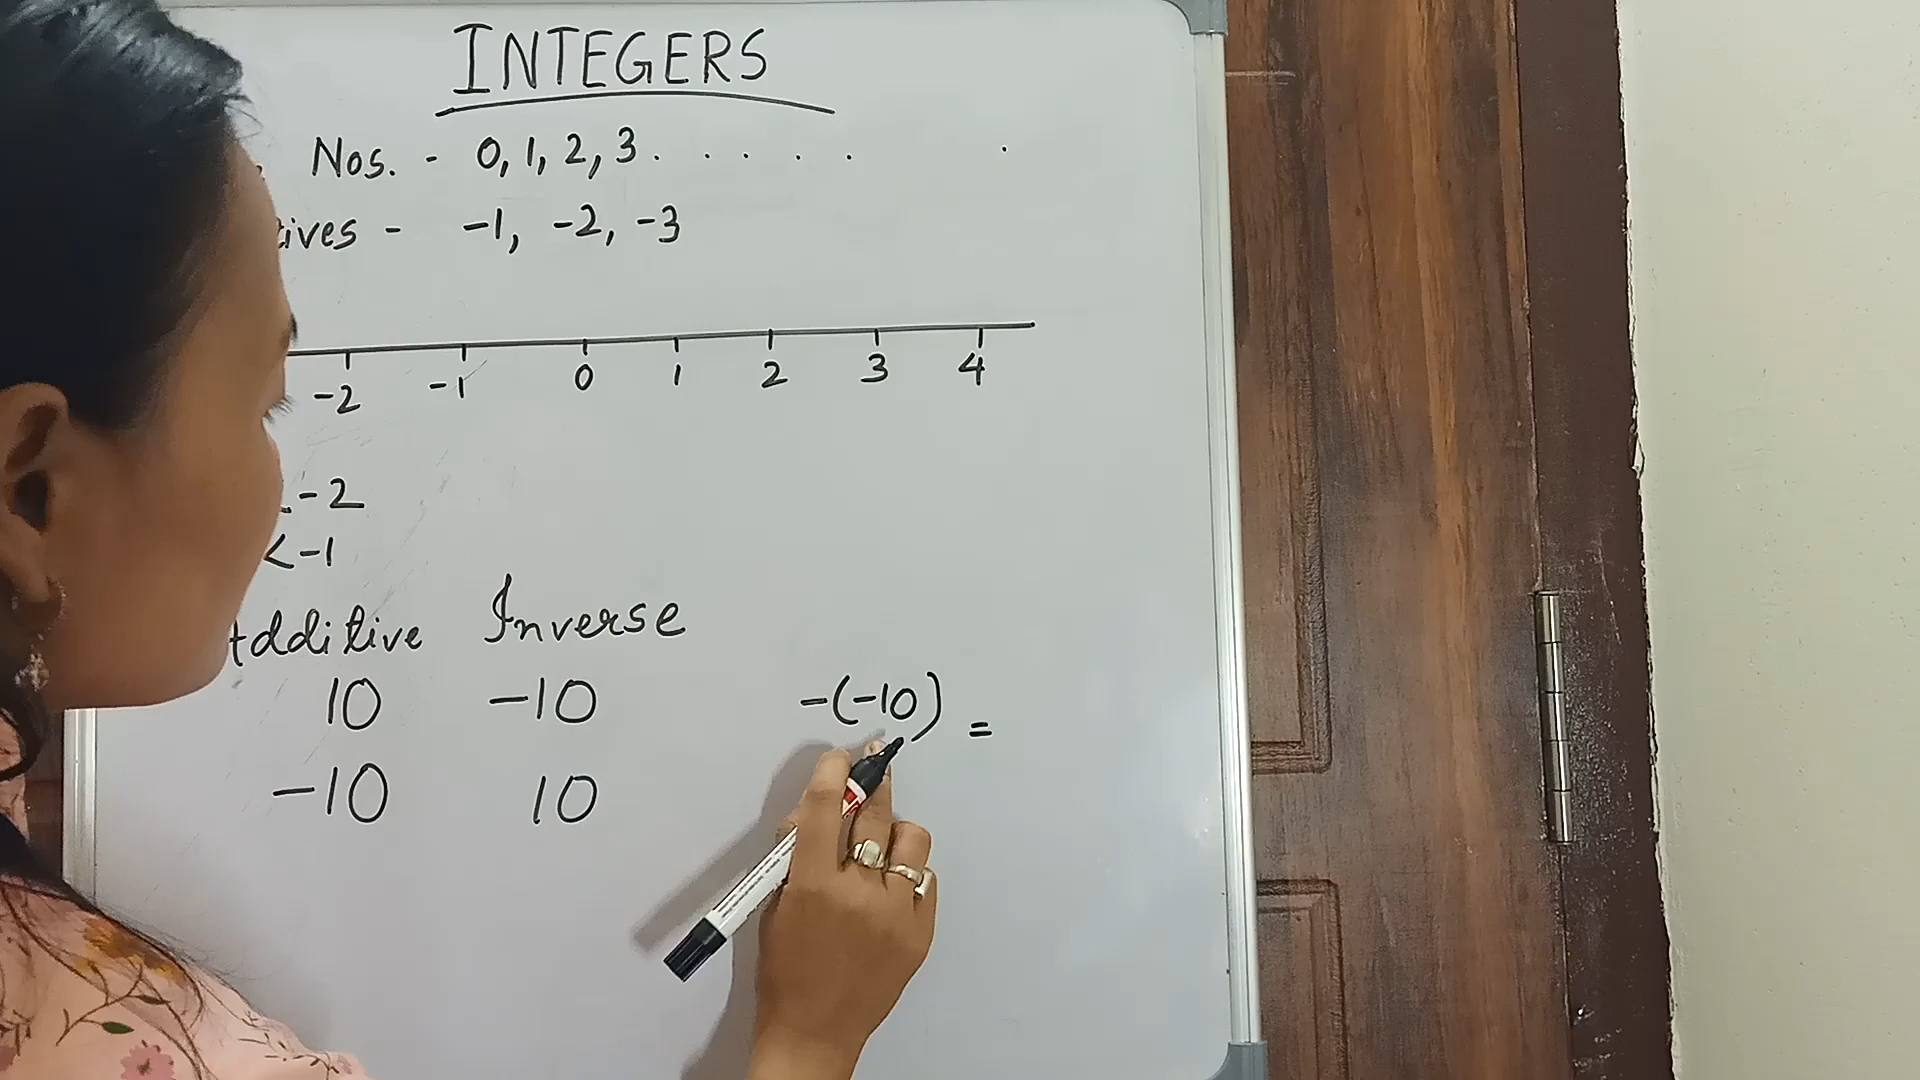 INTEGERS
Nos. - 0, 1, 2, 3 . . . . . .
-1, -2, -3
-2 -1 0 1 2 3 4
-2
< -1
Additive Inverse
10 -10 -(-10) =
-10 10